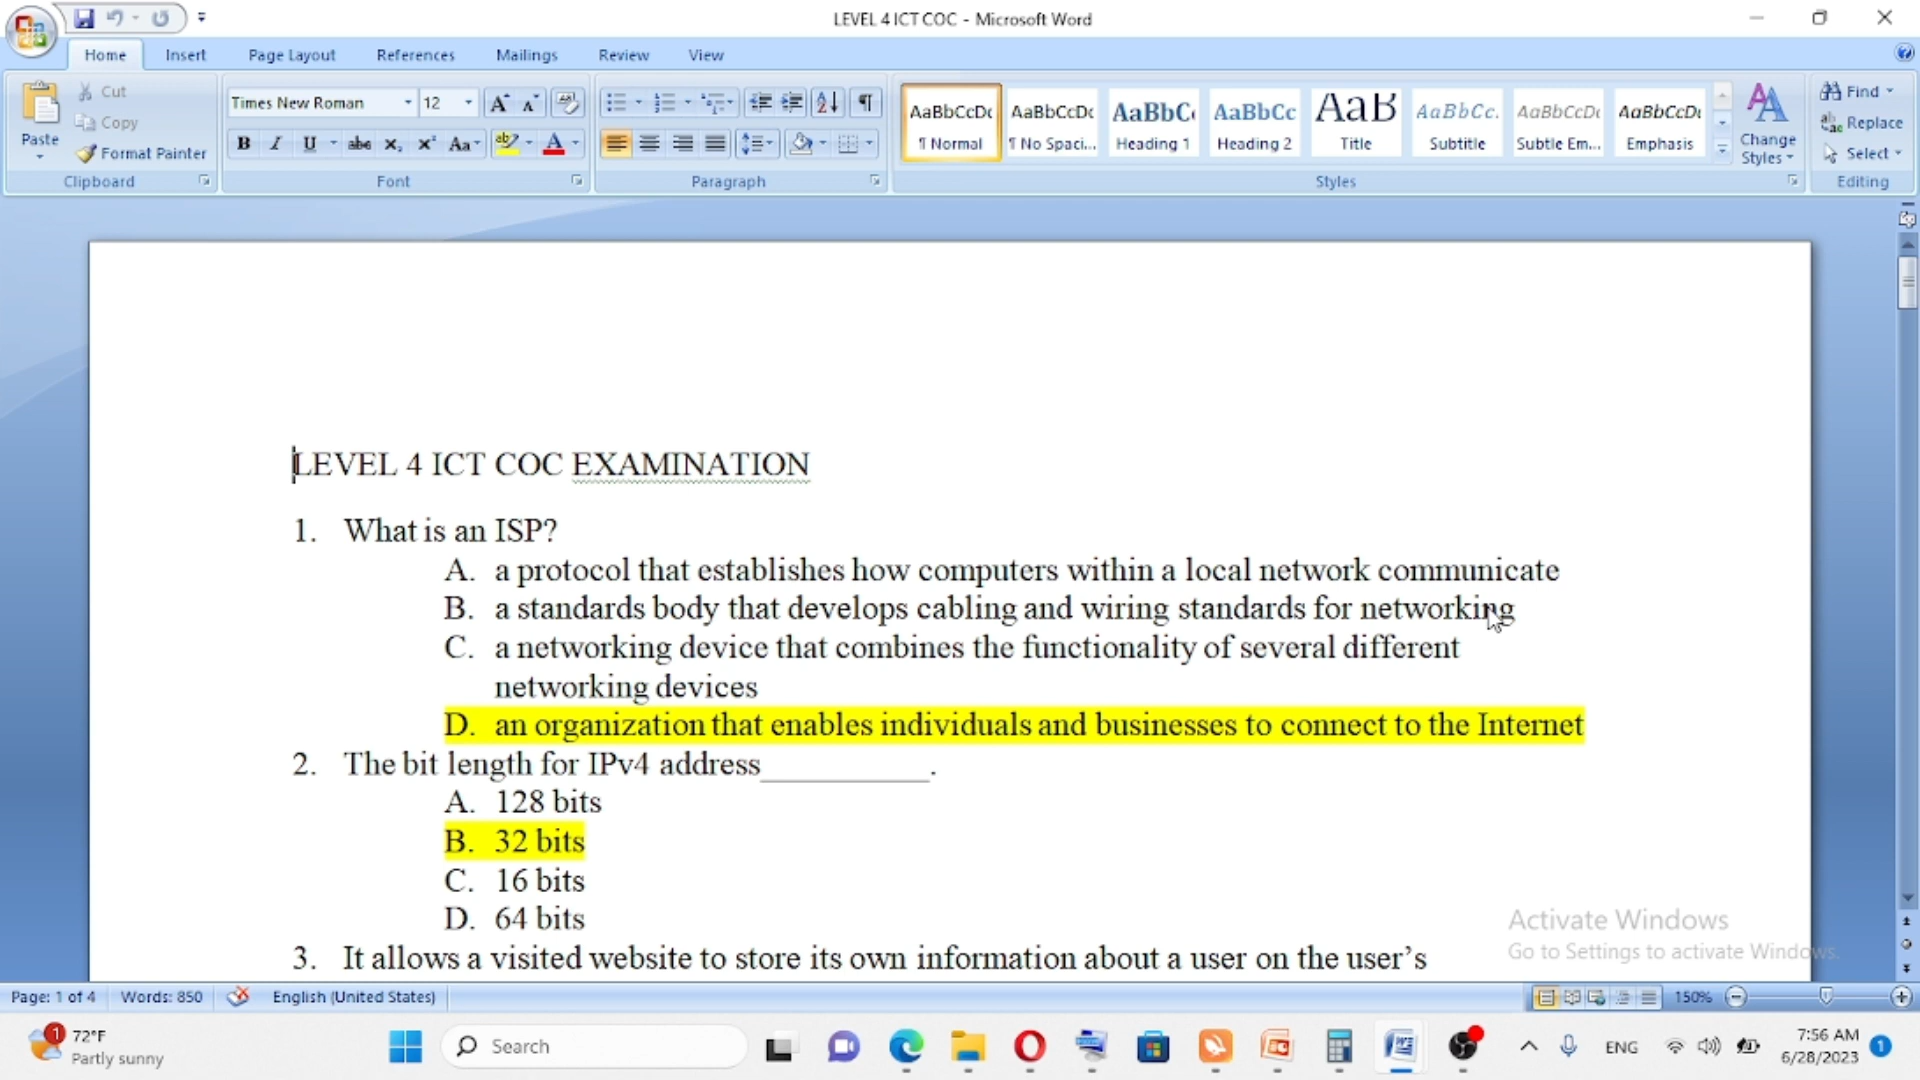 LEVEL 4 ICT COC - Microsoft Word
Home Insert Page Layout References Mailings Review View
Paste
Cut
Copy
Format Painter
Clipboard
Times New Roman 12
B I U abc x₂ x² Aa ab A
Font
Paragraph
AaBbCcDc AaBbCcDc AaBbC AaBbCc AaB AaBbCc. AaBbCcDc AaBbCcDc
¶ Normal ¶ No Spaci... Heading 1 Heading 2 Title Subtitle Subtle Em... Emphasis
Change Styles
Styles
Find
Replace
Select
Editing
LEVEL 4 ICT COC EXAMINATION
1. What is an ISP?
A. a protocol that establishes how computers within a local network communicate
B. a standards body that develops cabling and wiring standards for networking
C. a networking device that combines the functionality of several different
networking devices
D. an organization that enables individuals and businesses to connect to the Internet
2. The bit length for IPv4 address__________.
A. 128 bits
B. 32 bits
C. 16 bits
D. 64 bits
3. It allows a visited website to store its own information about a user on the user’s
Activate Windows
Go to Settings to activate Windows.
Page: 1 of 4 Words: 850 English (United States) 150%
1 72°F
Partly sunny
Search
ENG
7:56 AM
6/28/2023
1